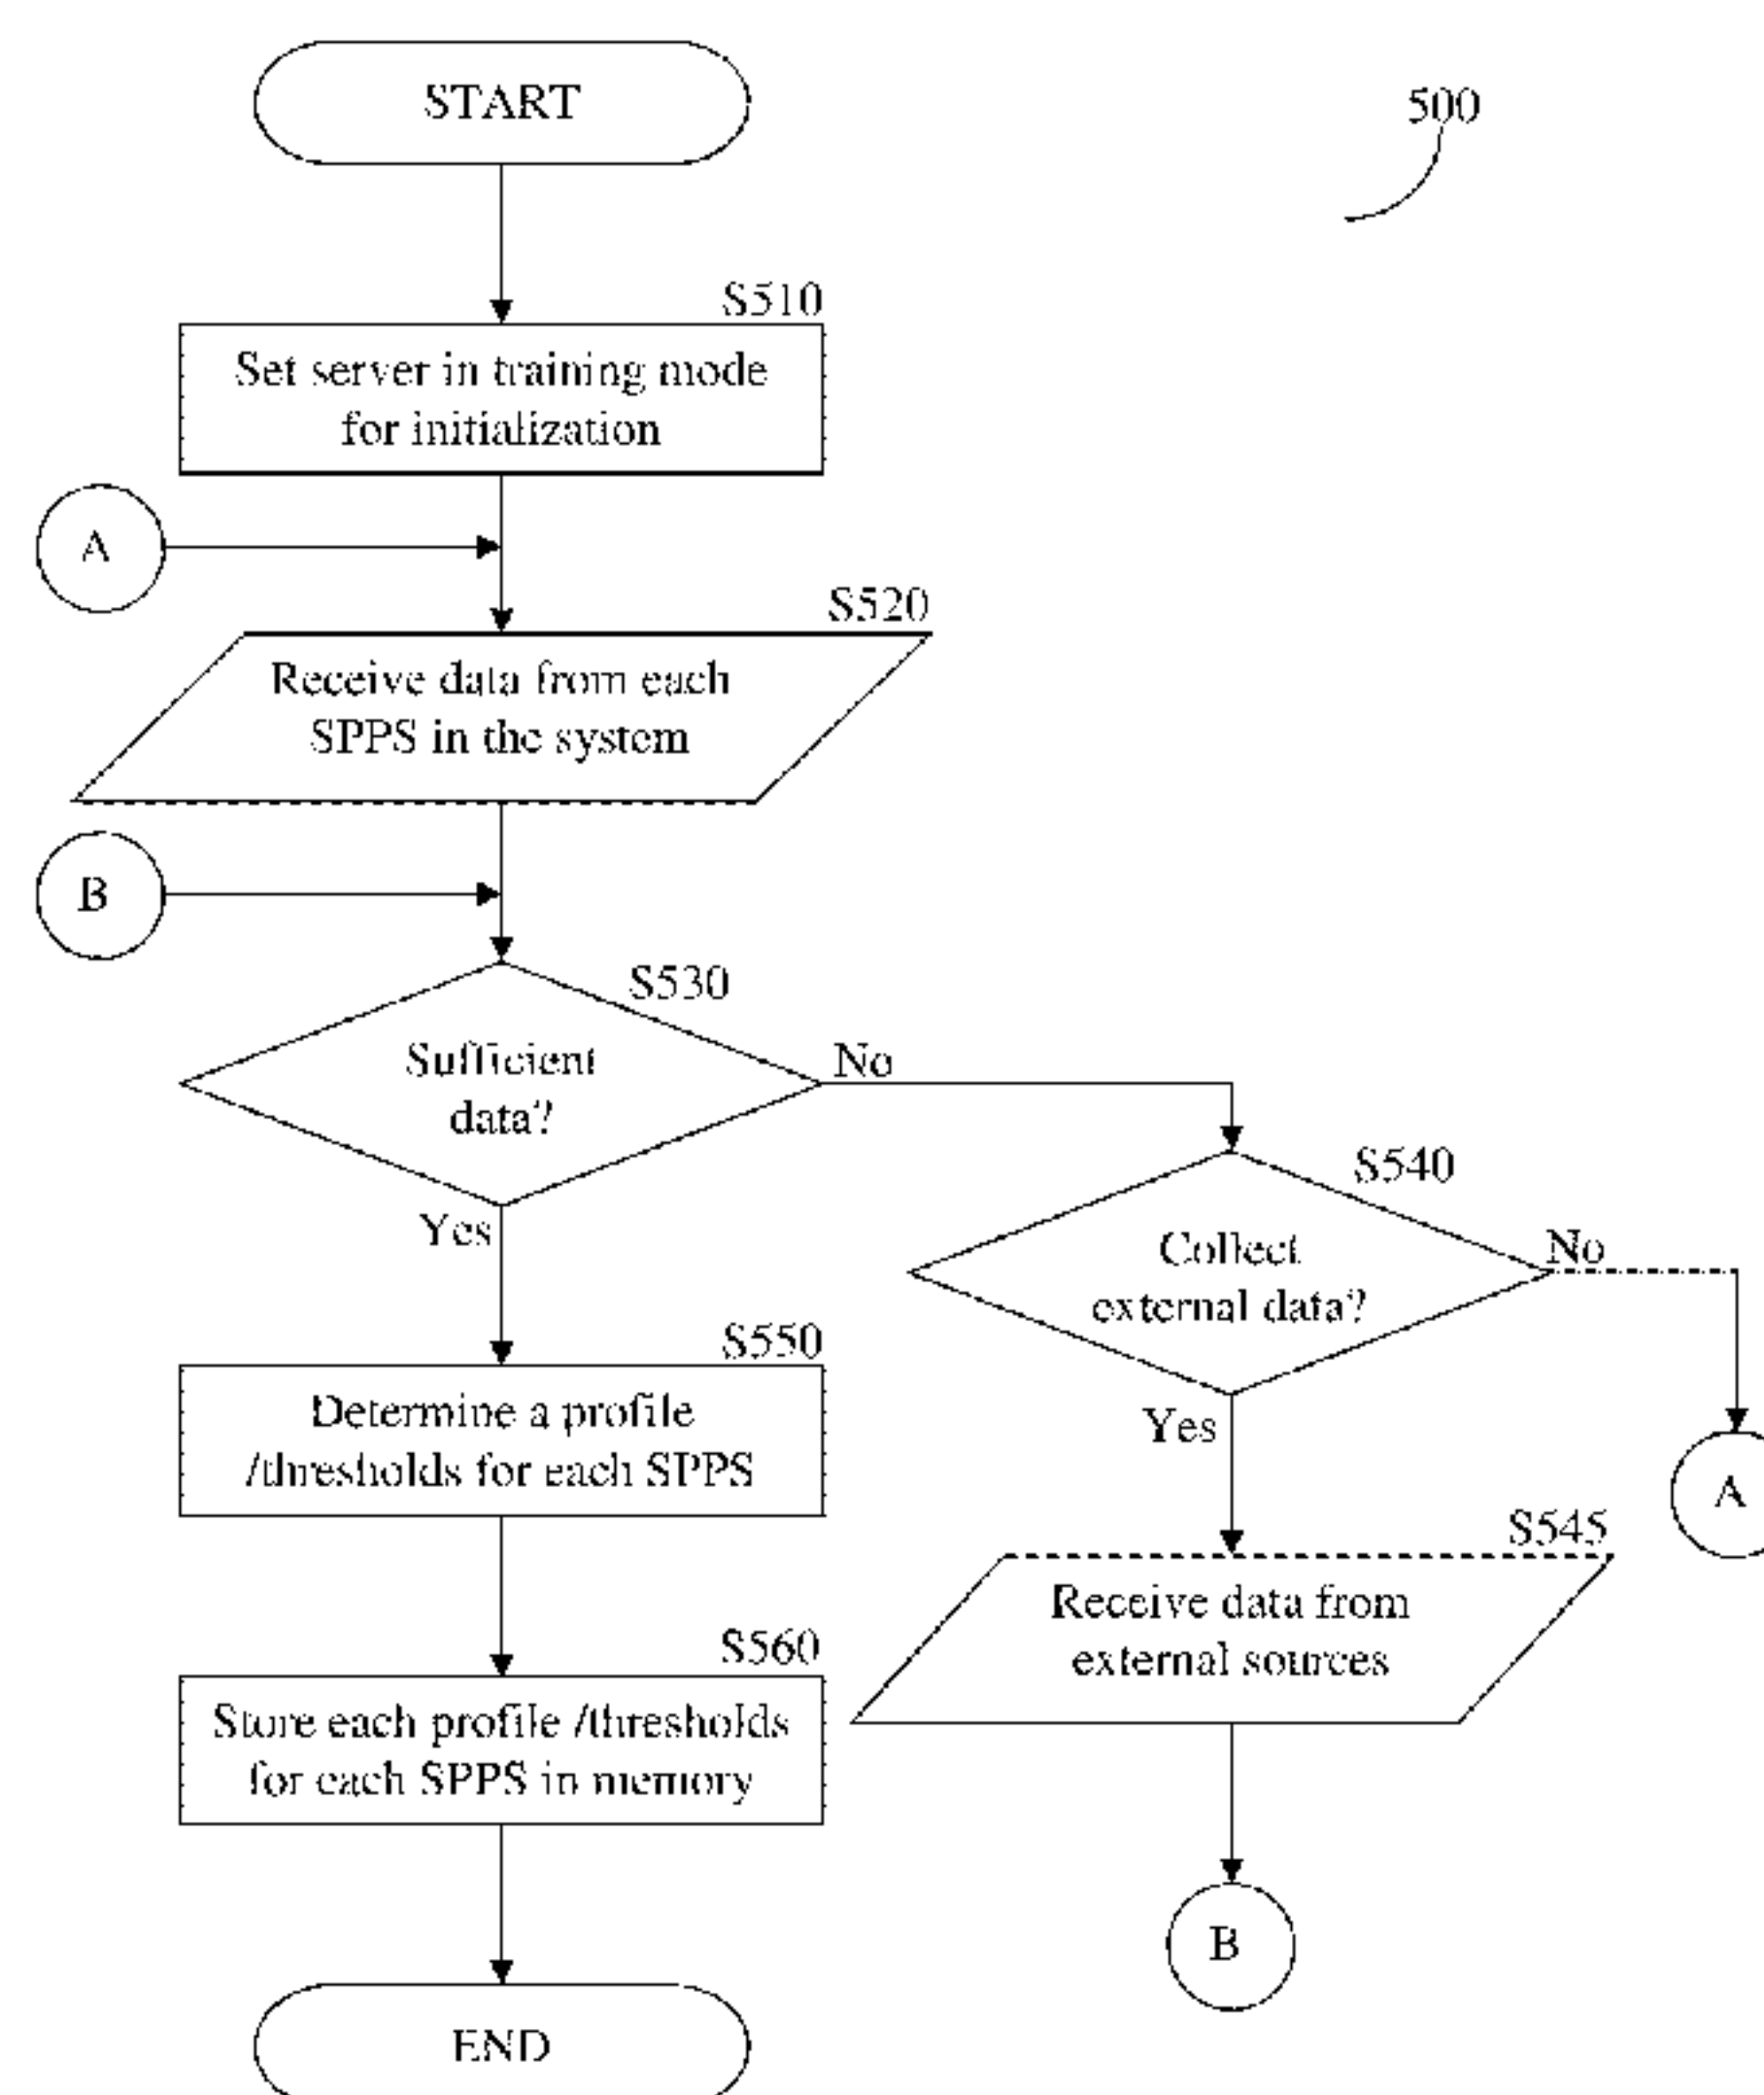 START
500
S510
Set server in training mode
for initialization
A
S520
Receive data from each
SPPS in the system
B
S530
Sufficient
data?
No
Yes
S540
Collect
external data?
No
Yes
A
S550
Determine a profile
/thresholds for each SPPS
S545
Receive data from
external sources
S560
Store each profile /thresholds
for each SPPS in memory
B
END